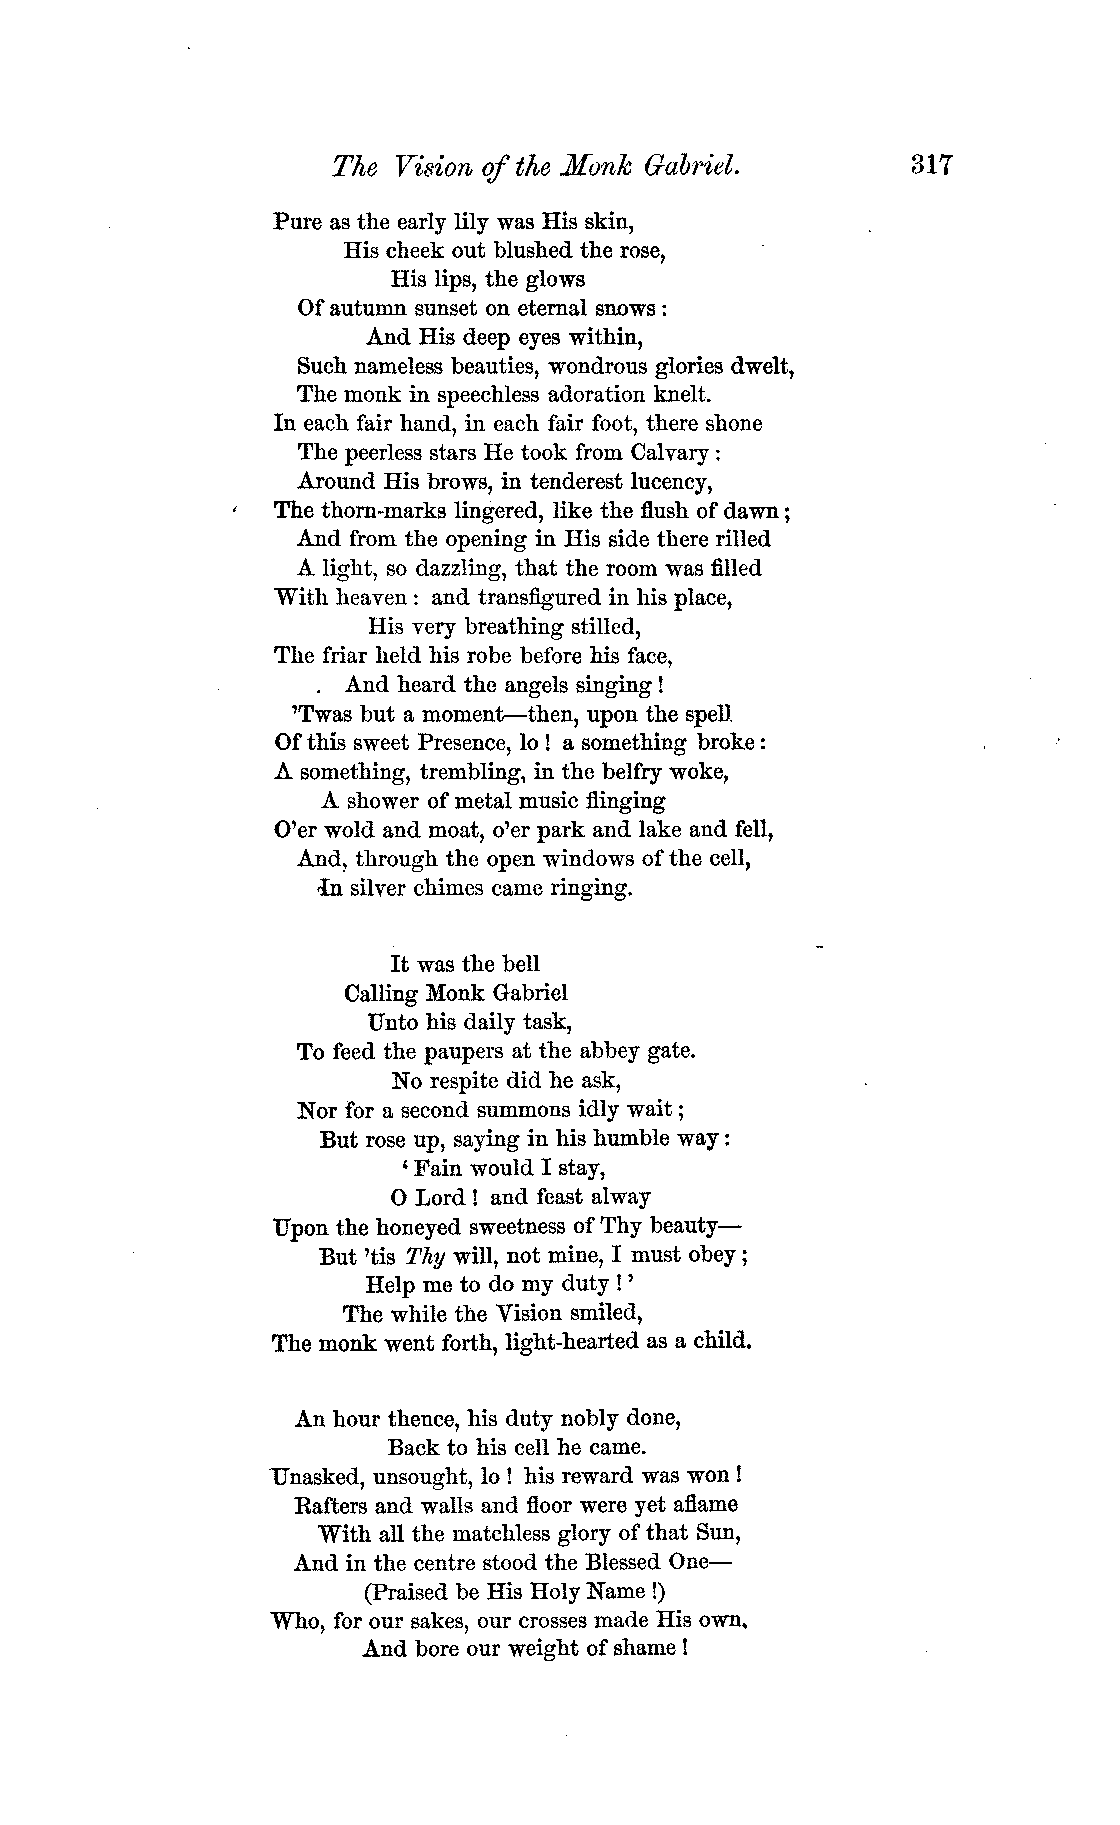 The Vision of the Monk Gabriel. 317
Pure as the early lily was His skin,
His cheek out blushed the rose,
His lips, the glows
Of autumn sunset on eternal snows :
And His deep eyes within,
Such nameless beauties, wondrous glories dwelt,
The monk in speechless adoration knelt.
In each fair hand, in each fair foot, there shone
The peerless stars He took from Calvary :
Around His brows, in tenderest lucency,
The thorn-marks lingered, like the flush of dawn ;
And from the opening in His side there rilled
A light, so dazzling, that the room was filled
With heaven : and transfigured in his place,
His very breathing stilled,
The friar held his robe before his face,
And heard the angels singing !
’Twas but a moment—then, upon the spell
Of this sweet Presence, lo ! a something broke :
A something, trembling, in the belfry woke,
A shower of metal music flinging
O’er wold and moat, o’er park and lake and fell,
And, through the open windows of the cell,
In silver chimes came ringing.
It was the bell
Calling Monk Gabriel
Unto his daily task,
To feed the paupers at the abbey gate.
No respite did he ask,
Nor for a second summons idly wait ;
But rose up, saying in his humble way :
‘ Fain would I stay,
O Lord ! and feast alway
Upon the honeyed sweetness of Thy beauty—
But ’tis Thy will, not mine, I must obey ;
Help me to do my duty ! ’
The while the Vision smiled,
The monk went forth, light-hearted as a child.
An hour thence, his duty nobly done,
Back to his cell he came.
Unasked, unsought, lo ! his reward was won !
Rafters and walls and floor were yet aflame
With all the matchless glory of that Sun,
And in the centre stood the Blessed One—
(Praised be His Holy Name !)
Who, for our sakes, our crosses made His own,
And bore our weight of shame !